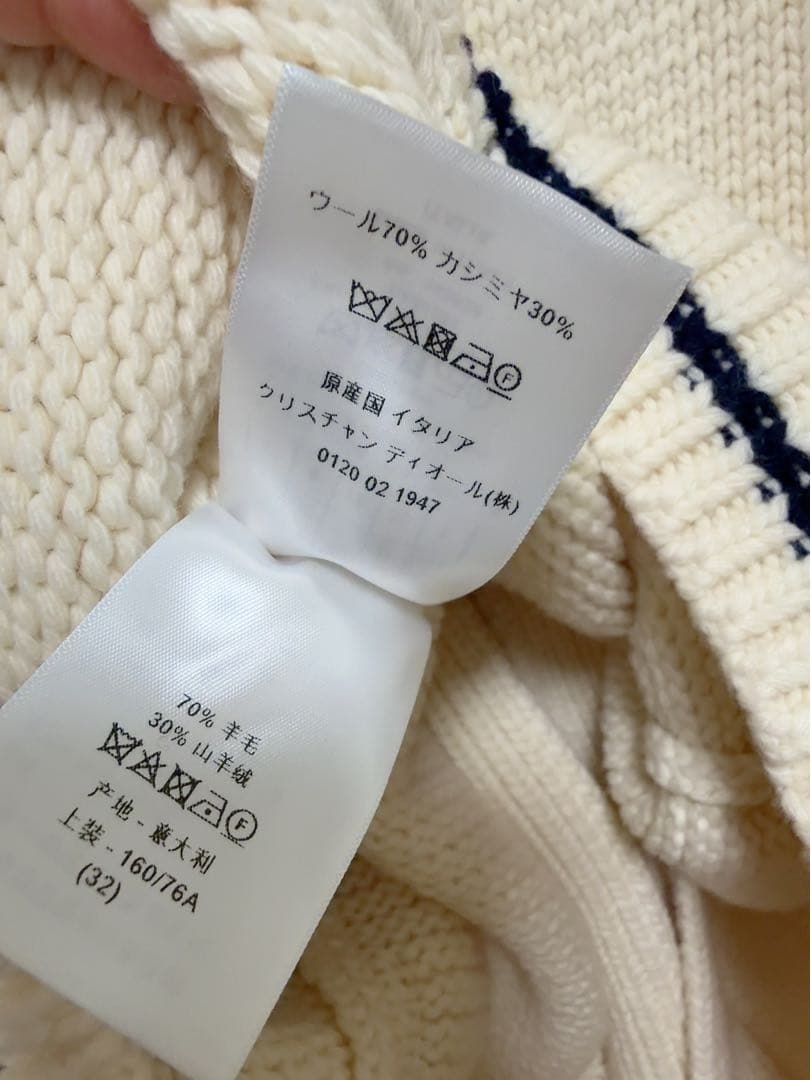 ウール70% カシミヤ30%
F
原産国 イタリア
クリスチャン ディオール(株)
0120 02 1947
70% 羊毛
30% 山羊绒
F
产地 - 意大利
上装 - 160/76A
(32)